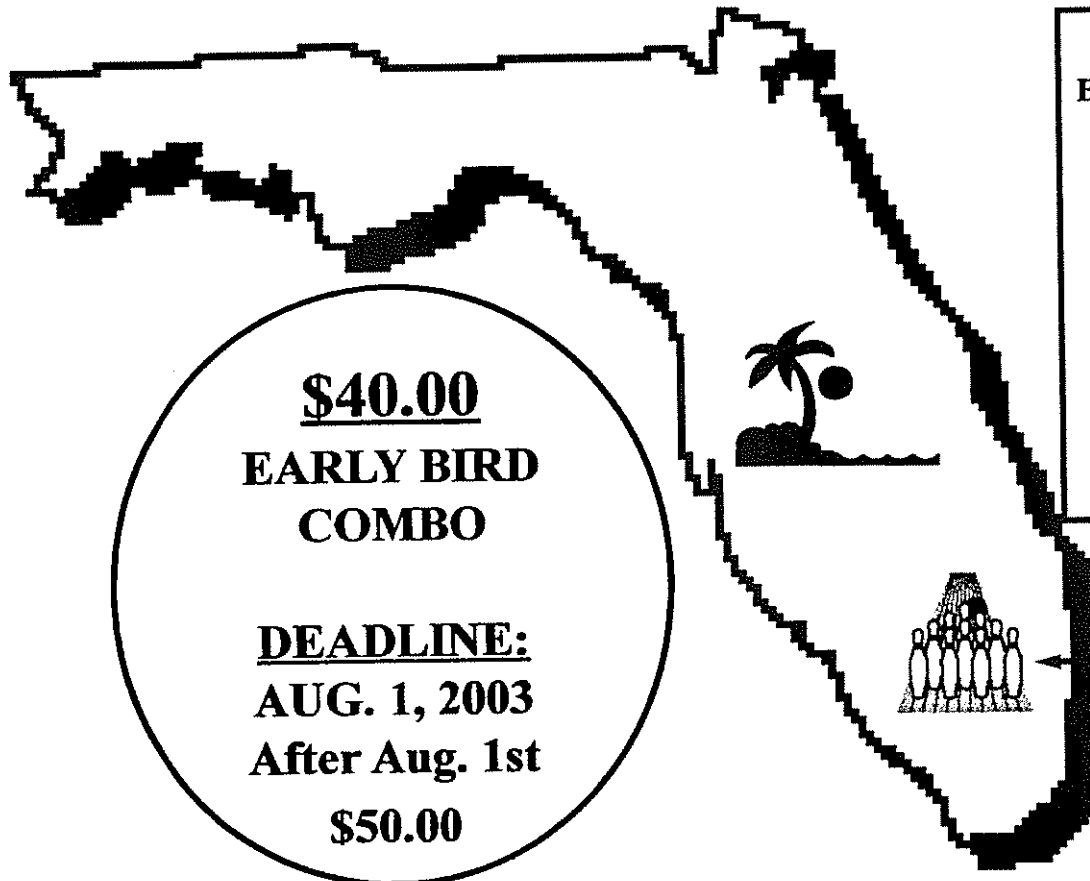 $40.00
EARLY BIRD
COMBO
DEADLINE:
AUG. 1, 2003
After Aug. 1st
$50.00